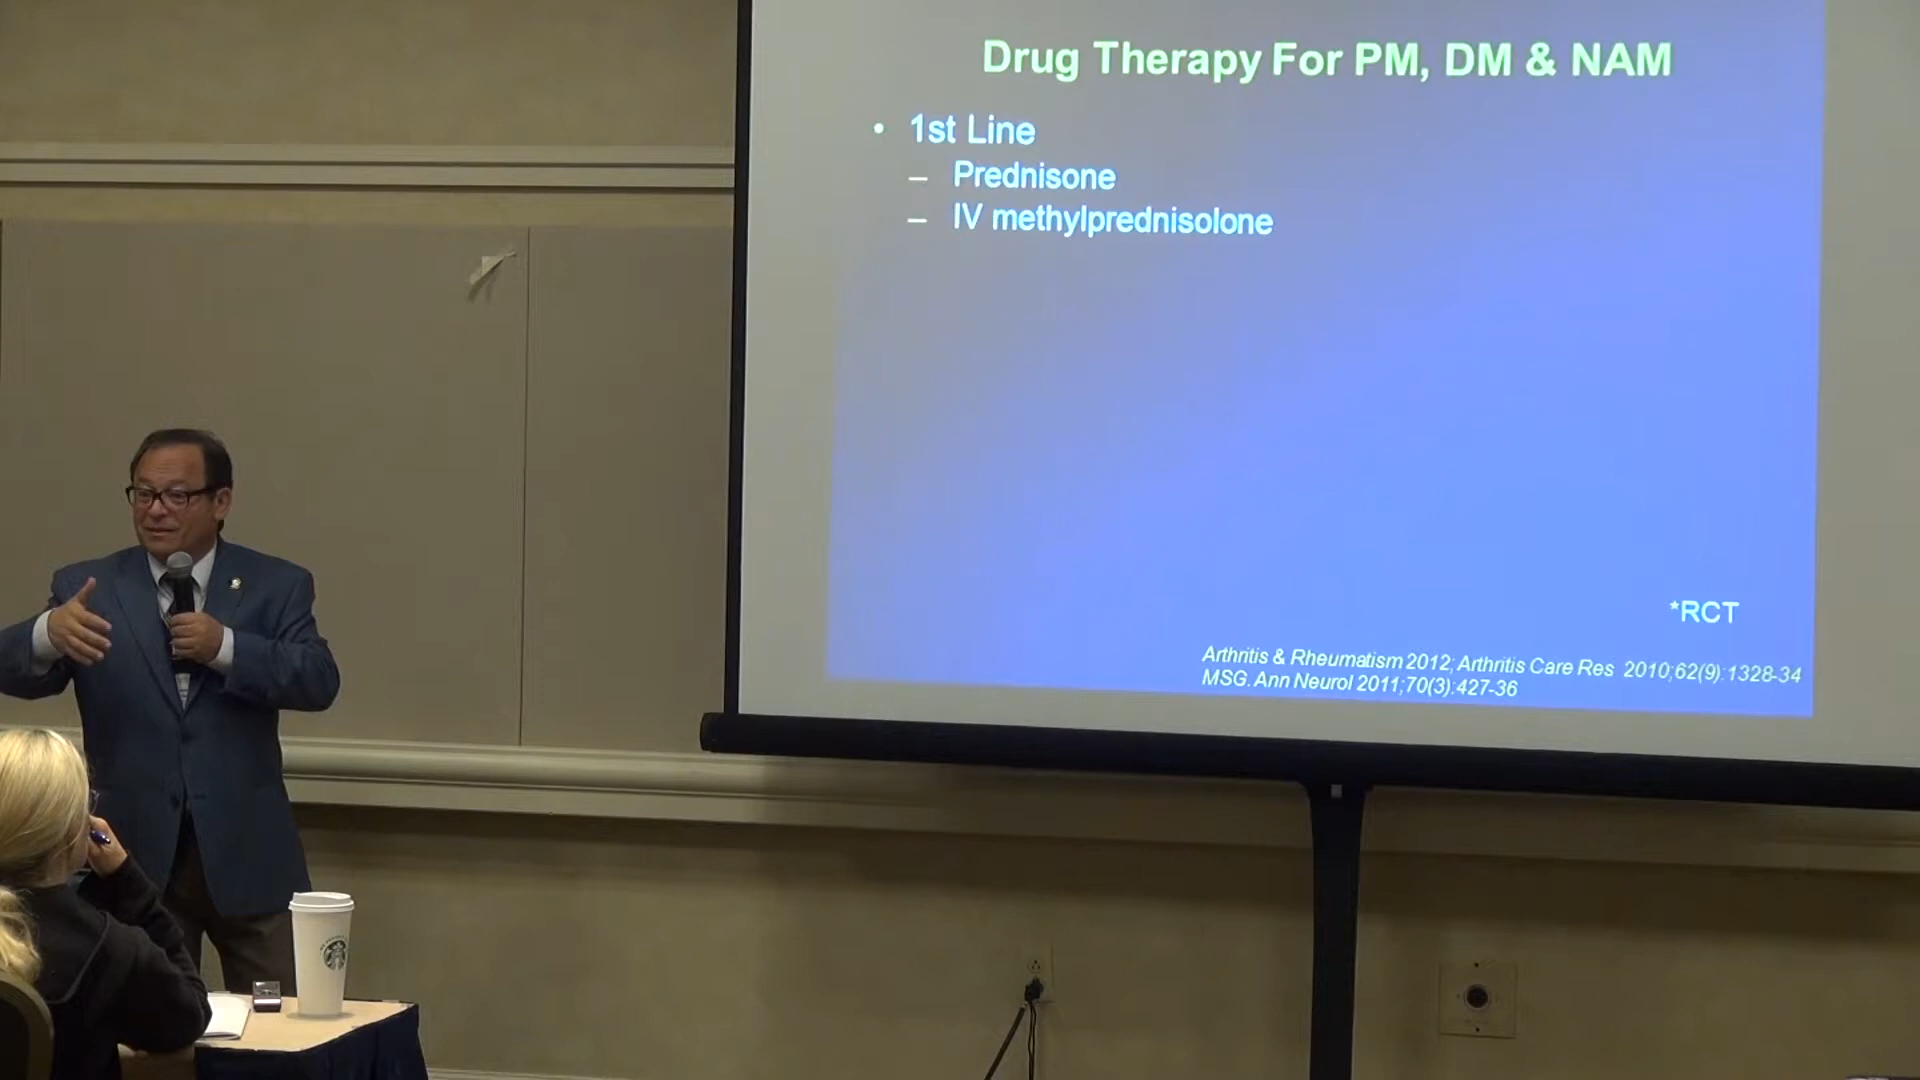 Drug Therapy For PM, DM & NAM
• 1st Line
– Prednisone
– IV methylprednisolone
*RCT
Arthritis & Rheumatism 2012; Arthritis Care Res 2010;62(9):1328-34
MSG. Ann Neurol 2011;70(3):427-36